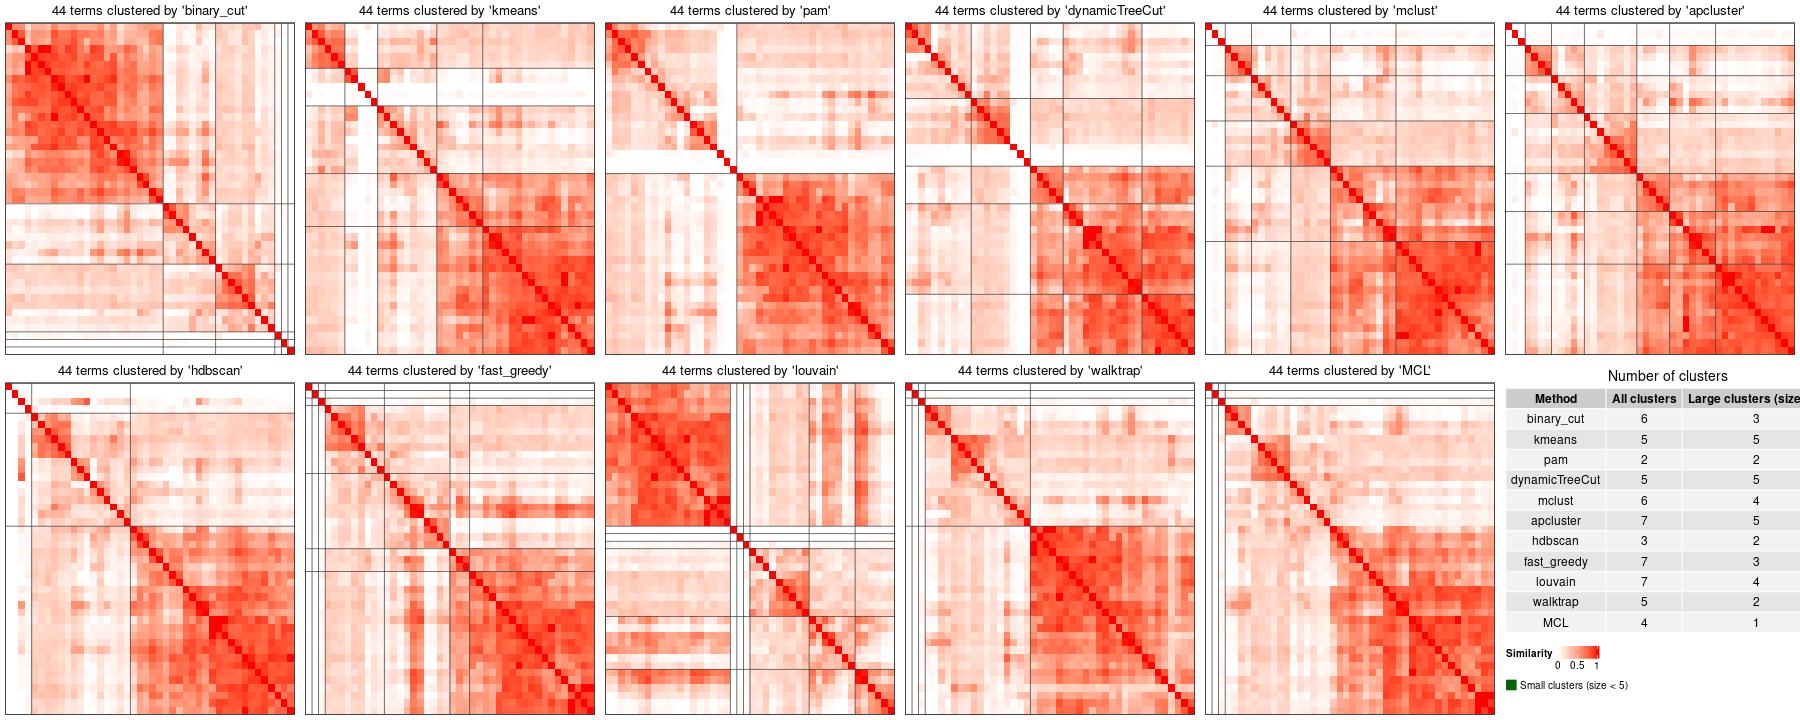 44 terms clustered by 'binary_cut'
44 terms clustered by 'kmeans'
44 terms clustered by 'pam'
44 terms clustered by 'dynamicTreeCut'
44 terms clustered by 'mclust'
44 terms clustered by 'apcluster'
44 terms clustered by 'hdbscan'
44 terms clustered by 'fast_greedy'
44 terms clustered by 'louvain'
44 terms clustered by 'walktrap'
44 terms clustered by 'MCL'
Number of clusters
Method All clusters Large clusters (size
binary_cut 6 3
kmeans 5 5
pam 2 2
dynamicTreeCut 5 5
mclust 6 4
apcluster 7 5
hdbscan 3 2
fast_greedy 7 3
louvain 7 4
walktrap 5 2
MCL 4 1
Similarity
0 0.5 1
Small clusters (size < 5)